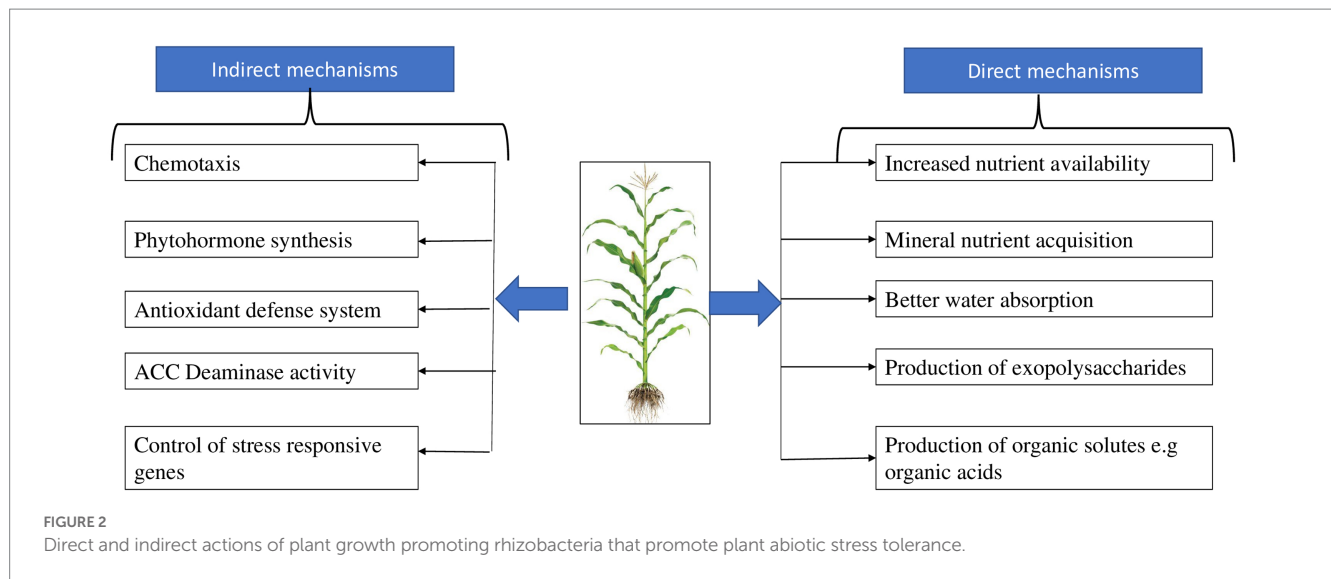 Indirect mechanisms
Chemotaxis
Phytohormone synthesis
Antioxidant defense system
ACC Deaminase activity
Control of stress responsive
genes
Direct mechanisms
Increased nutrient availability
Mineral nutrient acquisition
Better water absorption
Production of exopolysaccharides
Production of organic solutes e.g
organic acids
FIGURE 2
Direct and indirect actions of plant growth promoting rhizobacteria that promote plant abiotic stress tolerance.